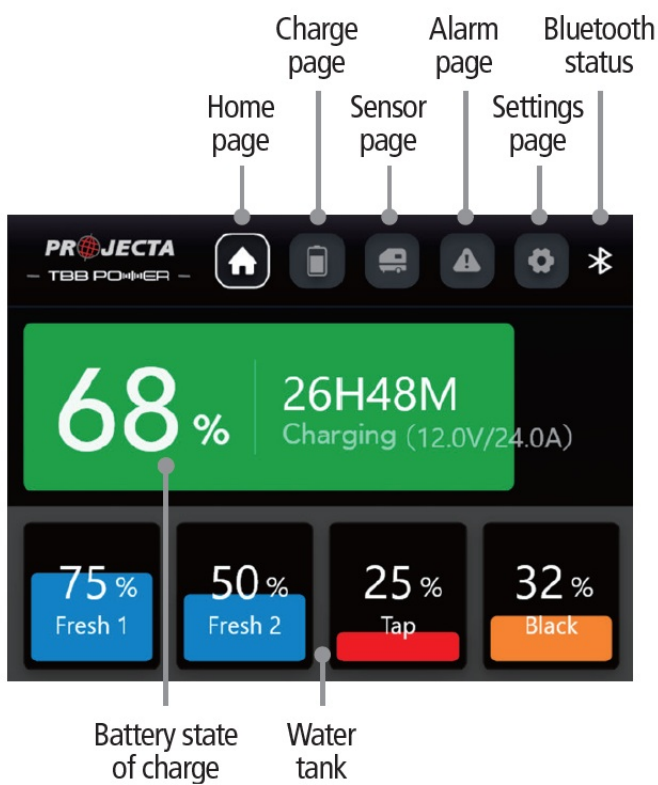 Charge
page
Alarm
page
Bluetooth
status
Home
page
Sensor
page
Settings
page
PROJECTA
TBB POWER
68%
26H48M
Charging (12.0V/24.0A)
75%
Fresh 1
50%
Fresh 2
25%
Tap
32%
Black
Battery state
of charge
Water
tank